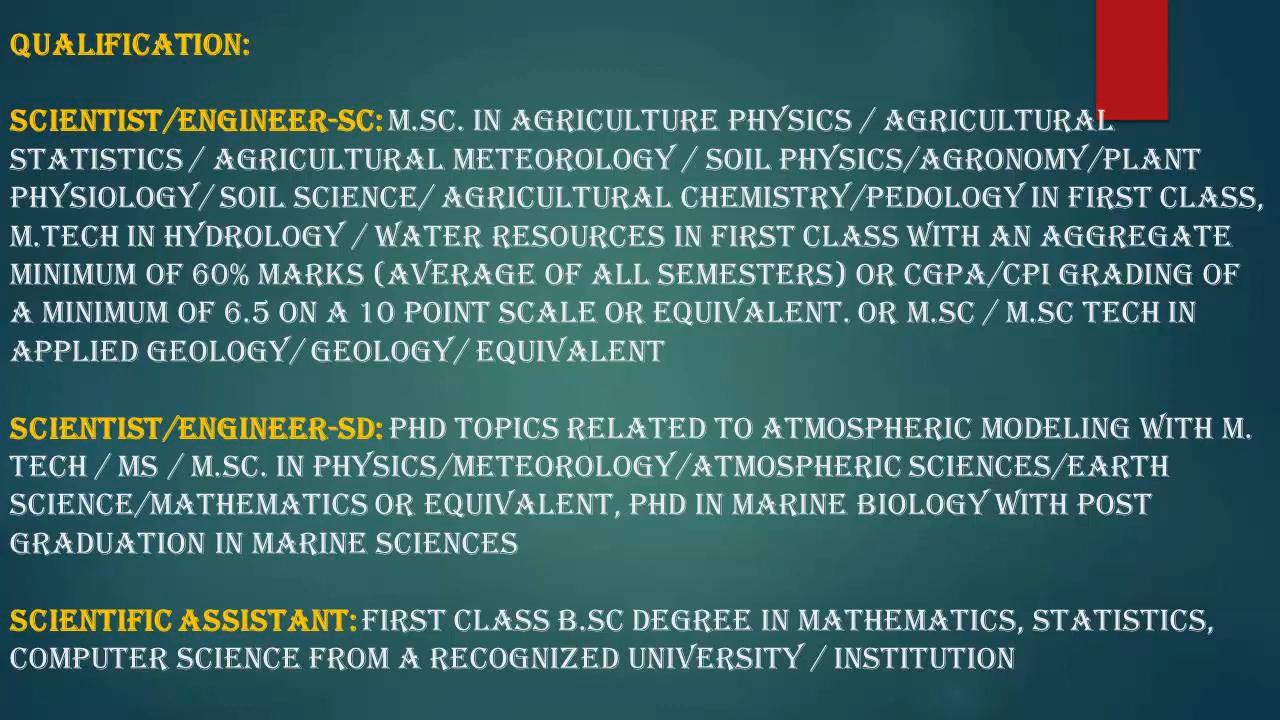 QUALIFICATION:
SCIENTIST/ENGINEER-SC: M.SC. IN AGRICULTURE PHYSICS / AGRICULTURAL
STATISTICS / AGRICULTURAL METEOROLOGY / SOIL PHYSICS/AGRONOMY/PLANT
PHYSIOLOGY/ SOIL SCIENCE/ AGRICULTURAL CHEMISTRY/PEDOLOGY IN FIRST CLASS,
M.TECH IN HYDROLOGY / WATER RESOURCES IN FIRST CLASS WITH AN AGGREGATE
MINIMUM OF 60% MARKS (AVERAGE OF ALL SEMESTERS) OR CGPA/CPI GRADING OF
A MINIMUM OF 6.5 ON A 10 POINT SCALE OR EQUIVALENT. OR M.SC / M.SC TECH IN
APPLIED GEOLOGY/ GEOLOGY/ EQUIVALENT
SCIENTIST/ENGINEER-SD: PHD TOPICS RELATED TO ATMOSPHERIC MODELING WITH M.
TECH / MS / M.SC. IN PHYSICS/METEOROLOGY/ATMOSPHERIC SCIENCES/EARTH
SCIENCE/MATHEMATICS OR EQUIVALENT, PHD IN MARINE BIOLOGY WITH POST
GRADUATION IN MARINE SCIENCES
SCIENTIFIC ASSISTANT: FIRST CLASS B.SC DEGREE IN MATHEMATICS, STATISTICS,
COMPUTER SCIENCE FROM A RECOGNIZED UNIVERSITY / INSTITUTION